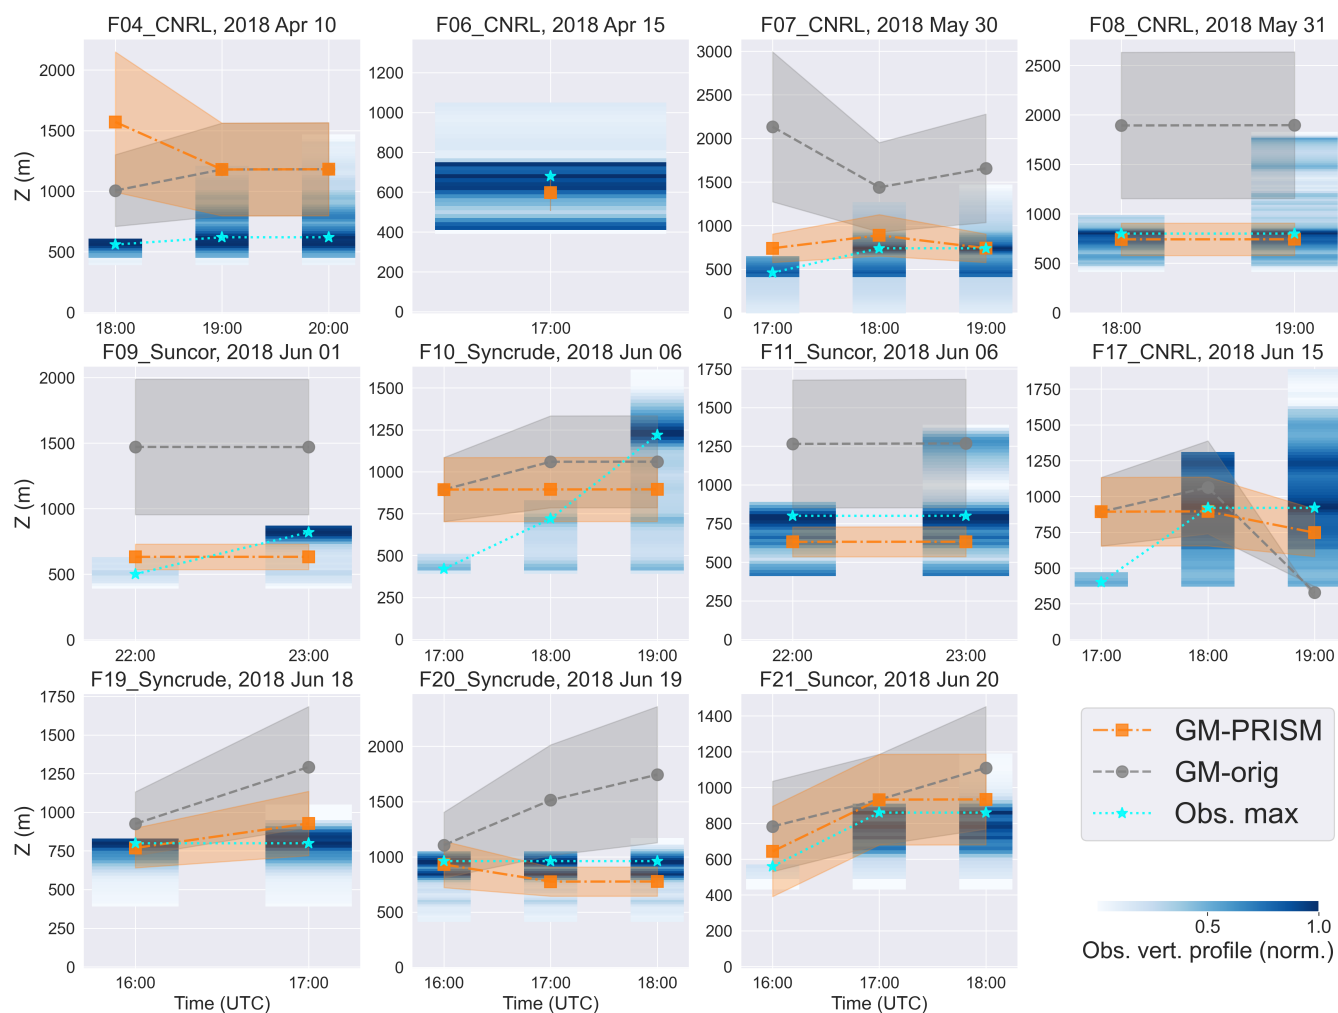 F04_CNRL, 2018 Apr 10
F06_CNRL, 2018 Apr 15
F07_CNRL, 2018 May 30
F08_CNRL, 2018 May 31
Z (m)
2000
1500
1000
500
0
18:00 19:00 20:00
1200
1000
800
600
400
200
0
17:00
3000
2500
2000
1500
1000
500
0
17:00 18:00 19:00
2500
2000
1500
1000
500
0
18:00 19:00
F09_Suncor, 2018 Jun 01
F10_Syncrude, 2018 Jun 06
F11_Suncor, 2018 Jun 06
F17_CNRL, 2018 Jun 15
Z (m)
2000
1500
1000
500
0
22:00 23:00
1500
1250
1000
750
500
250
0
17:00 18:00 19:00
1750
1500
1250
1000
750
500
250
0
22:00 23:00
1750
1500
1250
1000
750
500
250
0
17:00 18:00 19:00
F19_Syncrude, 2018 Jun 18
F20_Syncrude, 2018 Jun 19
F21_Suncor, 2018 Jun 20
Z (m)
1750
1500
1250
1000
750
500
250
0
16:00 17:00
Time (UTC)
2000
1500
1000
500
0
16:00 17:00 18:00
Time (UTC)
1400
1200
1000
800
600
400
200
0
16:00 17:00 18:00
Time (UTC)
GM-PRISM
GM-orig
Obs. max
0.5 1.0
Obs. vert. profile (norm.)